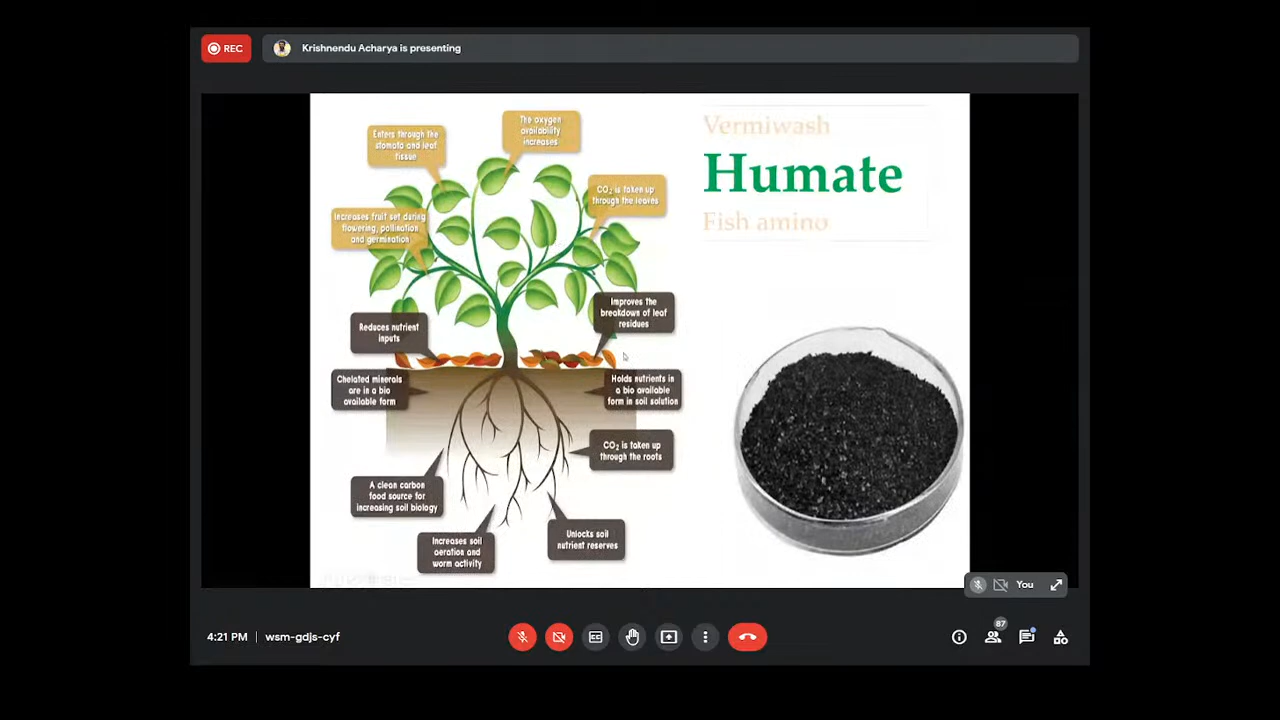 REC
Krishnendu Acharya is presenting
Vermiwash
Humate
Fish amino
The oxygen
availability
increases
Enters through the
stomata and leaf
tissue
CO₂ is taken up
through the leaves
Increases fruit set during
flowering, pollination
and germination
Improves the
breakdown of leaf
residues
Reduces nutrient
inputs
Chelated minerals
are in a bio
available form
Holds nutrients in
a bio available
form in soil solution
CO₂ is taken up
through the roots
A clean carbon
food source for
increasing soil biology
Increases soil
aeration and
worm activity
Unlocks soil
nutrient reserves
You
4:21 PM | wsm-gdjs-cyf
87